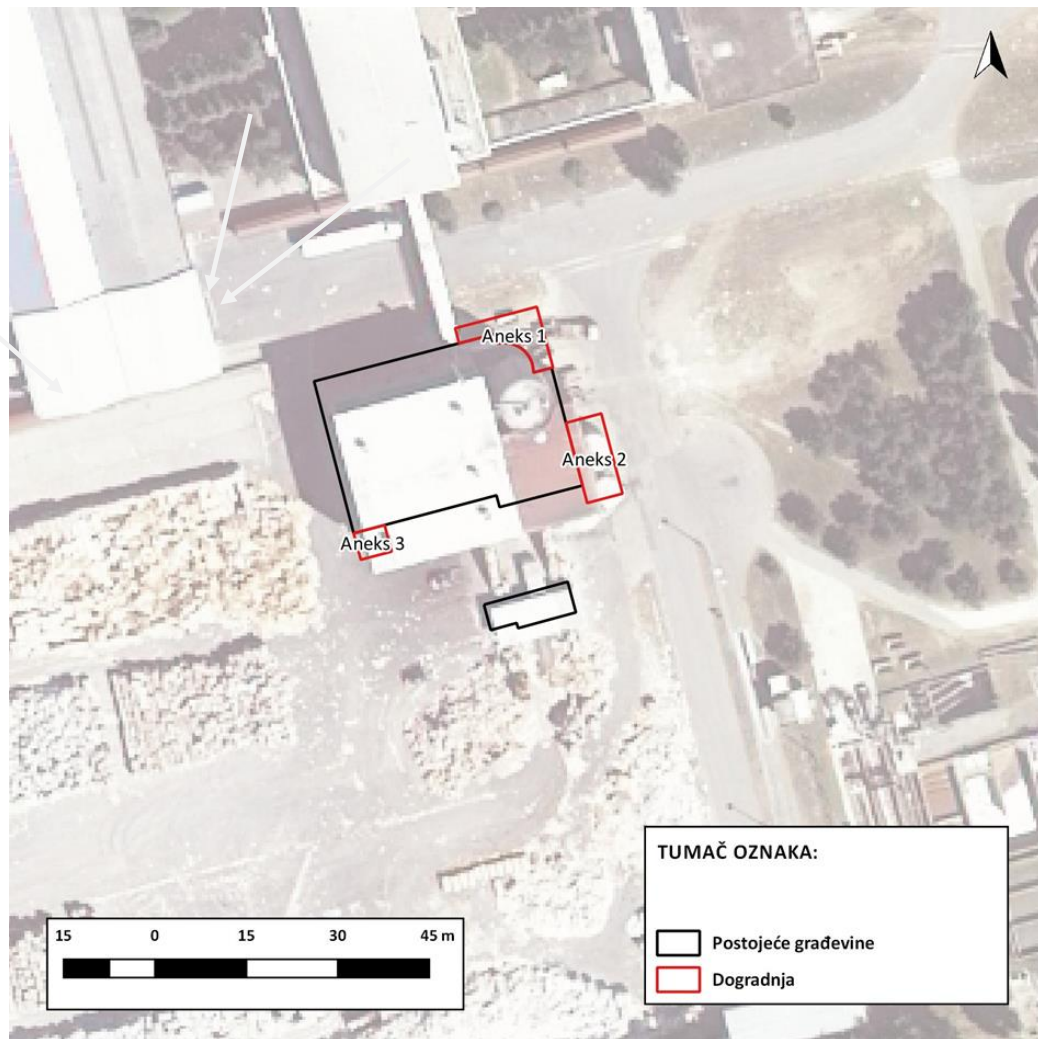 Aneks 1
Aneks 2
Aneks 3
TUMAČ OZNAKA:
Postojeće građevine
Dogradnja
15 0 15 30 45 m